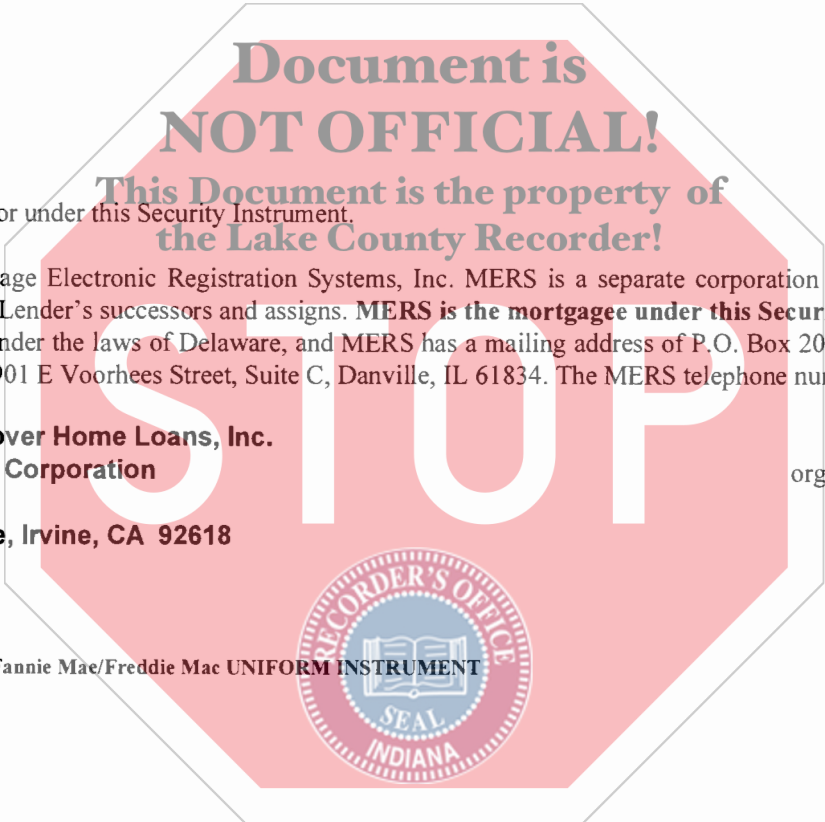 Document is
NOT OFFICIAL!
This Document is the property of
or under this Security Instrument.
the Lake County Recorder!
age Electronic Registration Systems, Inc. MERS is a separate corporation
Lender's successors and assigns. MERS is the mortgagee under this Secur
nder the laws of Delaware, and MERS has a mailing address of P.O. Box 20
901 E Voorhees Street, Suite C, Danville, IL 61834. The MERS telephone nu
STOP
over Home Loans, Inc.
Corporation
org
e, Irvine, CA 92618
RECORDER'S OFFICE
Fannie Mae/Freddie Mac UNIFORM INSTRUMENT
SEAL
INDIANA